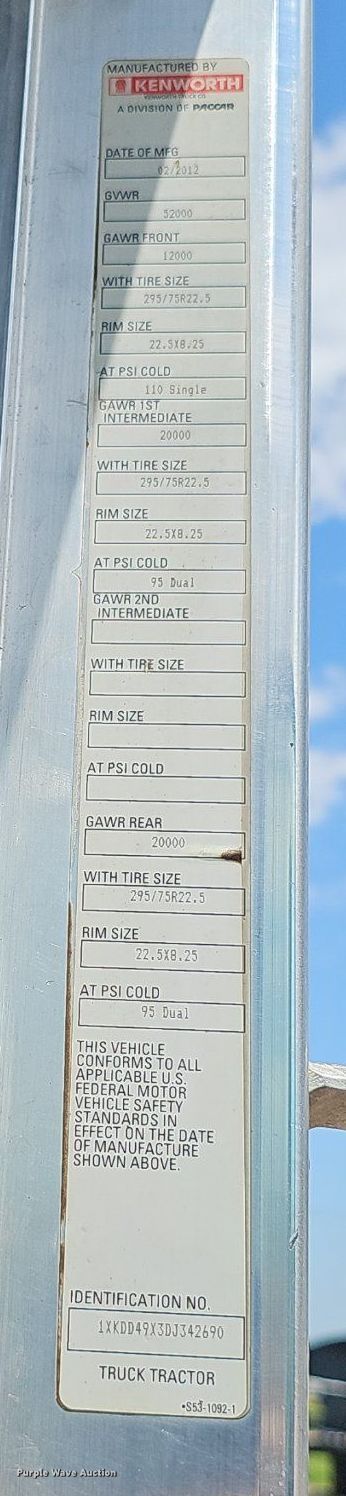 MANUFACTURED BY
KENWORTH
KENWORTH TRUCK CO.
A DIVISION OF PACCAR
DATE OF MFG
02/2012
GVWR
52000
GAWR FRONT
12000
WITH TIRE SIZE
295/75R22.5
RIM SIZE
22.5X8.25
AT PSI COLD
110 Single
GAWR 1ST
INTERMEDIATE
20000
WITH TIRE SIZE
295/75R22.5
RIM SIZE
22.5X8.25
AT PSI COLD
95 Dual
GAWR 2ND
INTERMEDIATE
WITH TIRE SIZE
RIM SIZE
AT PSI COLD
GAWR REAR
20000
WITH TIRE SIZE
295/75R22.5
RIM SIZE
22.5X8.25
AT PSI COLD
95 Dual
THIS VEHICLE
CONFORMS TO ALL
APPLICABLE U.S.
FEDERAL MOTOR
VEHICLE SAFETY
STANDARDS IN
EFFECT ON THE DATE
OF MANUFACTURE
SHOWN ABOVE.
IDENTIFICATION NO.
1XKDD49X3DJ342690
TRUCK TRACTOR
•S53-1092-1
Purple Wave Auction